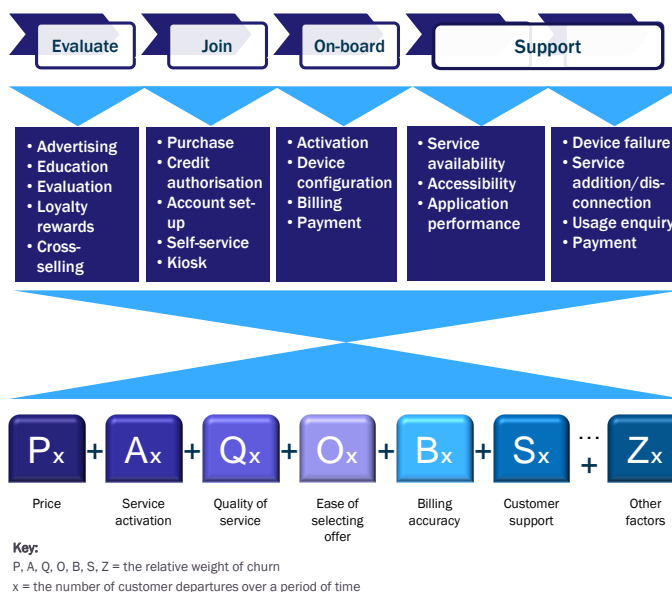 Evaluate
Join
On-board
Support
• Advertising
• Education
• Evaluation
• Loyalty
rewards
• Cross-
selling
• Purchase
• Credit
authorisation
• Account set-
up
• Self-service
• Kiosk
• Activation
• Device
configuration
• Billing
• Payment
• Service
availability
• Accessibility
• Application
performance
• Device failure
• Service
addition/dis-
connection
• Usage enquiry
• Payment
Px + Ax + Qx + Ox + Bx + Sx ... + Zx
Price
Service
activation
Quality of
service
Ease of
selecting
offer
Billing
accuracy
Customer
support
Other
factors
Key:
P, A, Q, O, B, S, Z = the relative weight of churn
x = the number of customer departures over a period of time